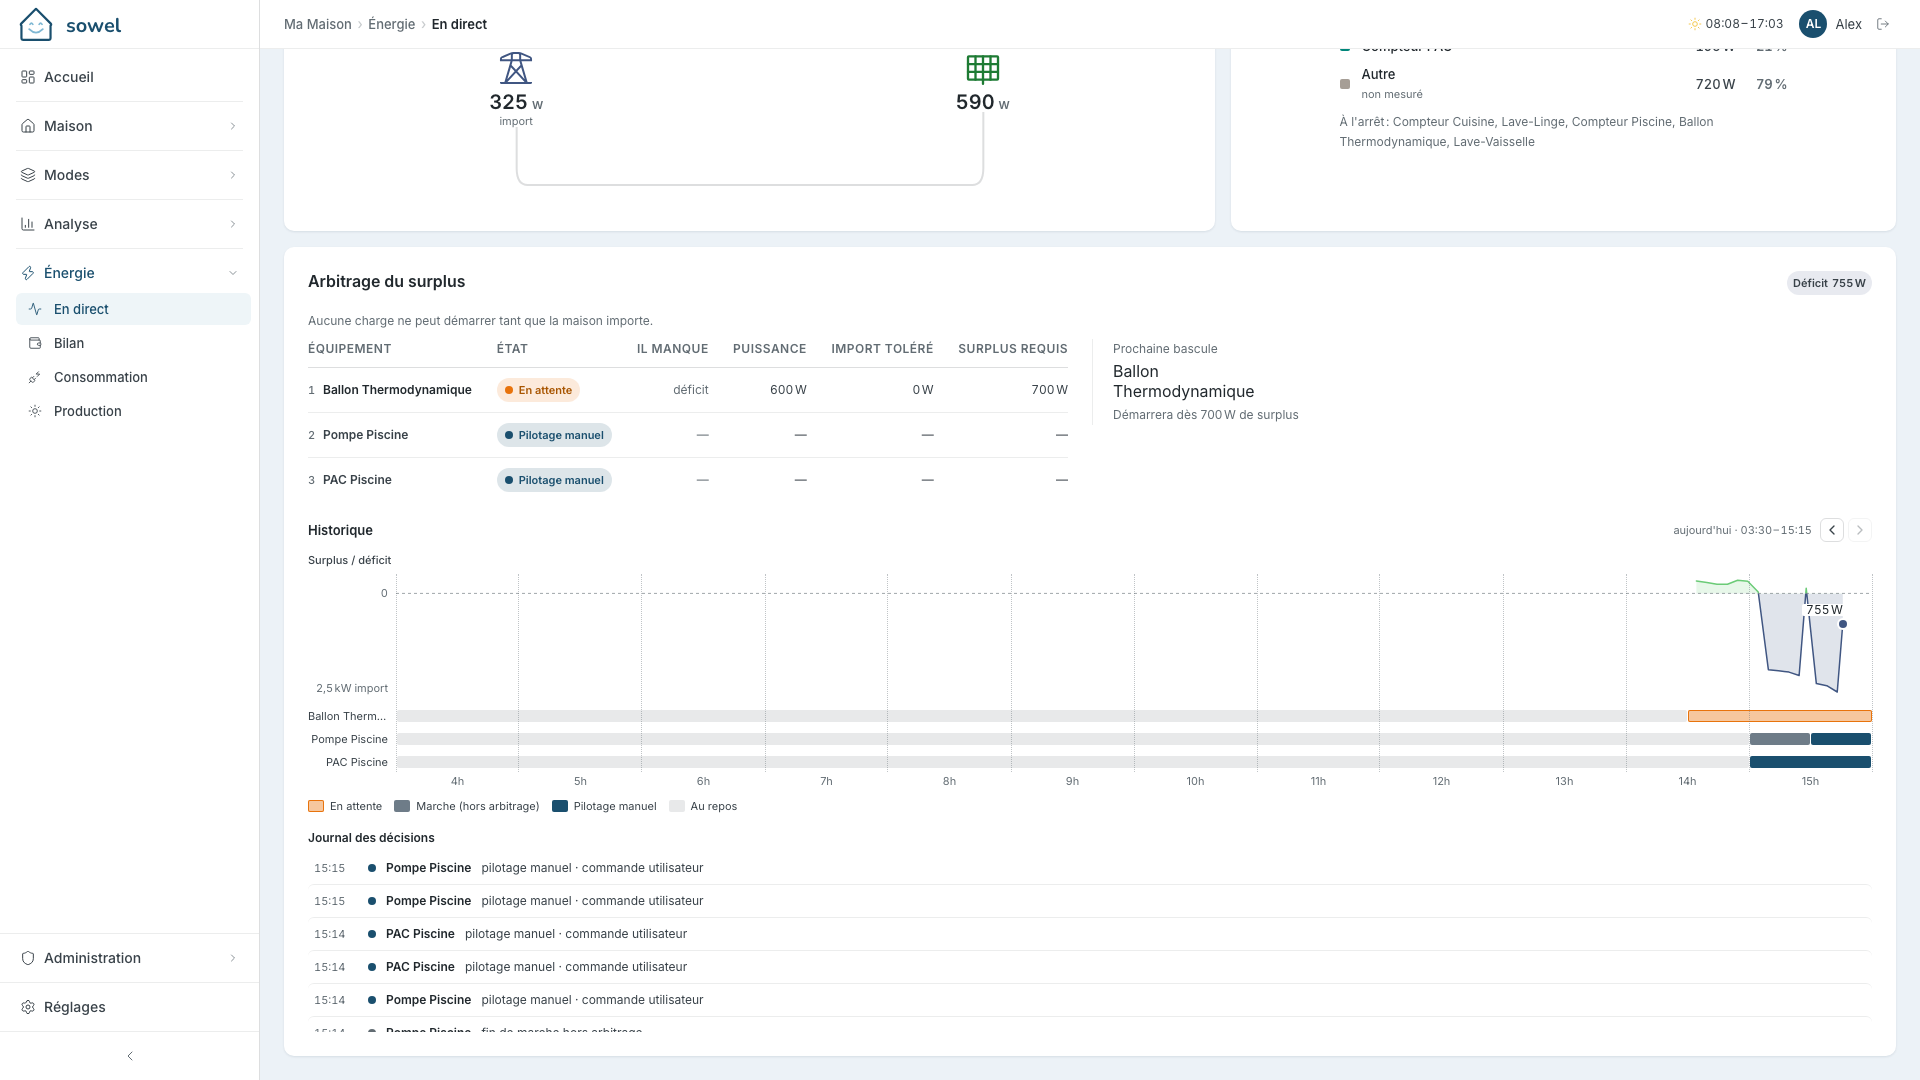 sowel
Ma Maison › Énergie › En direct
08:08–17:03
AL
Alex
Accueil
Maison
Modes
Analyse
Énergie
En direct
Bilan
Consommation
Production
Administration
Réglages
325 W
import
590 W
Autre
non mesuré
720 W 79 %
À l'arrêt : Compteur Cuisine, Lave-Linge, Compteur Piscine, Ballon
Thermodynamique, Lave-Vaisselle
Arbitrage du surplus
Déficit 755 W
Aucune charge ne peut démarrer tant que la maison importe.
ÉQUIPEMENT ÉTAT IL MANQUE PUISSANCE IMPORT TOLÉRÉ SURPLUS REQUIS
1 Ballon Thermodynamique En attente déficit 600 W 0 W 700 W
2 Pompe Piscine Pilotage manuel — — — —
3 PAC Piscine Pilotage manuel — — — —
Prochaine bascule
Ballon
Thermodynamique
Démarrera dès 700 W de surplus
Historique
aujourd'hui · 03:30–15:15
Surplus / déficit
0
755 W
2,5 kW import
Ballon Therm...
Pompe Piscine
PAC Piscine
4h 5h 6h 7h 8h 9h 10h 11h 12h 13h 14h 15h
En attente Marche (hors arbitrage) Pilotage manuel Au repos
Journal des décisions
15:15 Pompe Piscine pilotage manuel · commande utilisateur
15:15 Pompe Piscine pilotage manuel · commande utilisateur
15:14 PAC Piscine pilotage manuel · commande utilisateur
15:14 PAC Piscine pilotage manuel · commande utilisateur
15:14 Pompe Piscine pilotage manuel · commande utilisateur
15:14 Pompe Piscine fin de marche hors arbitrage